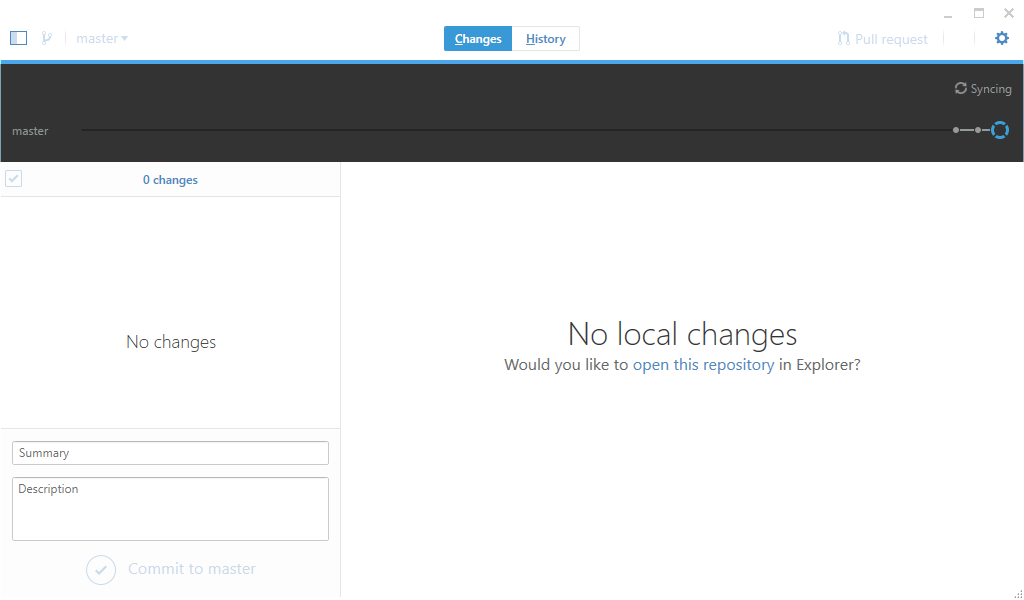 master
Changes
History
Pull request
Syncing
master
0 changes
No changes
No local changes
Would you like to open this repository in Explorer?
Summary
Description
Commit to master